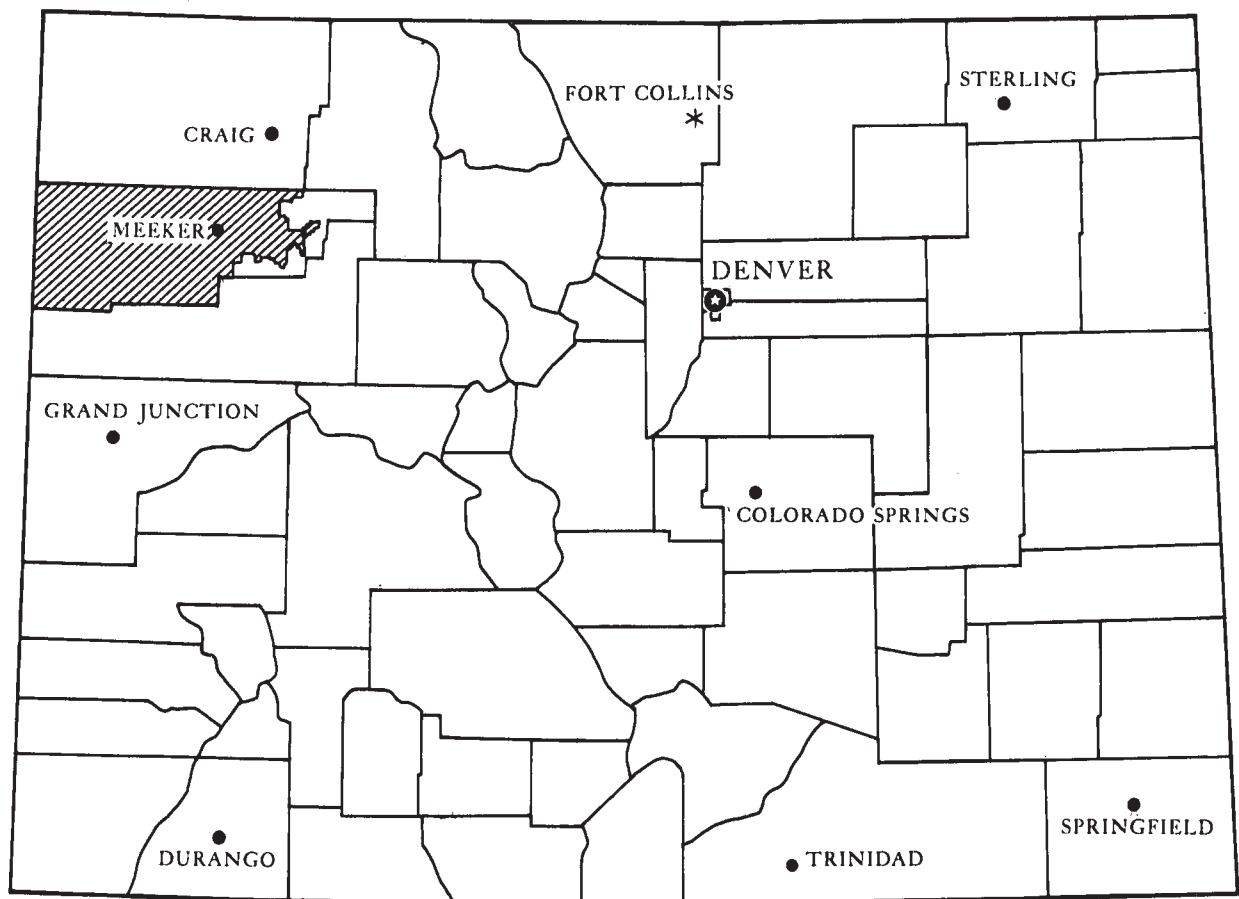 STERLING
FORT COLLINS
CRAIG
MEEKER
DENVER
GRAND JUNCTION
COLORADO SPRINGS
SPRINGFIELD
DURANGO
TRINIDAD